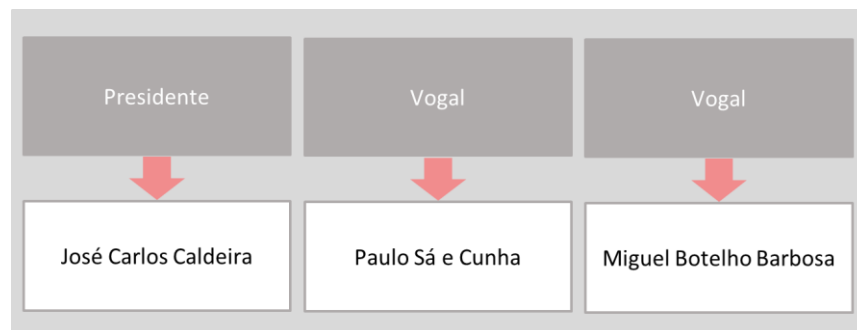 Presidente
Vogal
Vogal
José Carlos Caldeira
Paulo Sá e Cunha
Miguel Botelho Barbosa